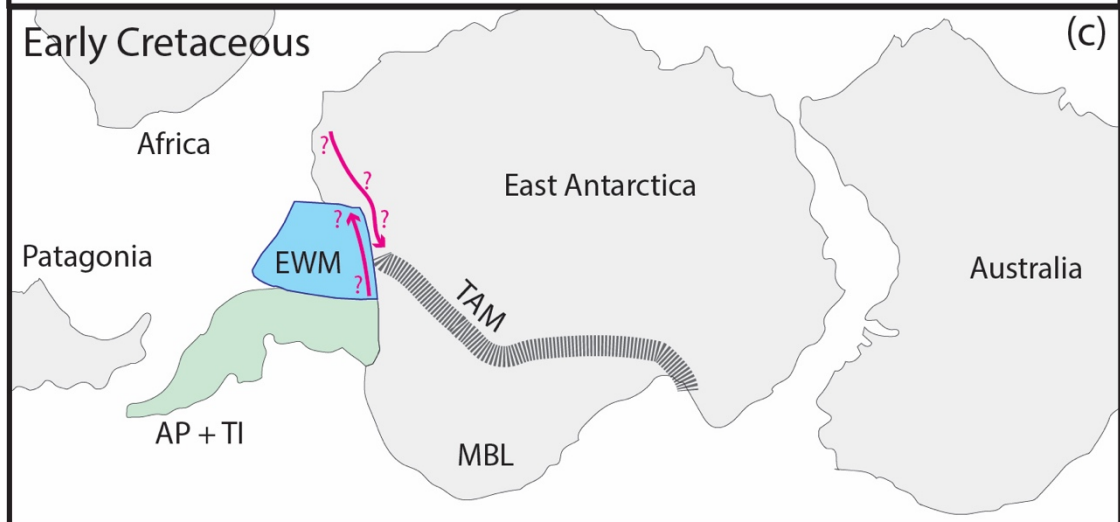 Early Cretaceous
(c)
Africa
?
?
East Antarctica
?
?
Patagonia
EWM
Australia
?
TAM
AP + TI
MBL